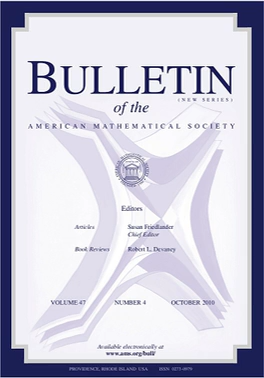 BULLETIN
(NEW SERIES)
of the
AMERICAN MATHEMATICAL SOCIETY
Editors
Articles Susan Friedlander
Chief Editor
Book Reviews Robert L. Devaney
VOLUME 47 NUMBER 4 OCTOBER 2010
Available electronically at
www.ams.org/bull/
PROVIDENCE, RHODE ISLAND USA ISSN 0273-0979